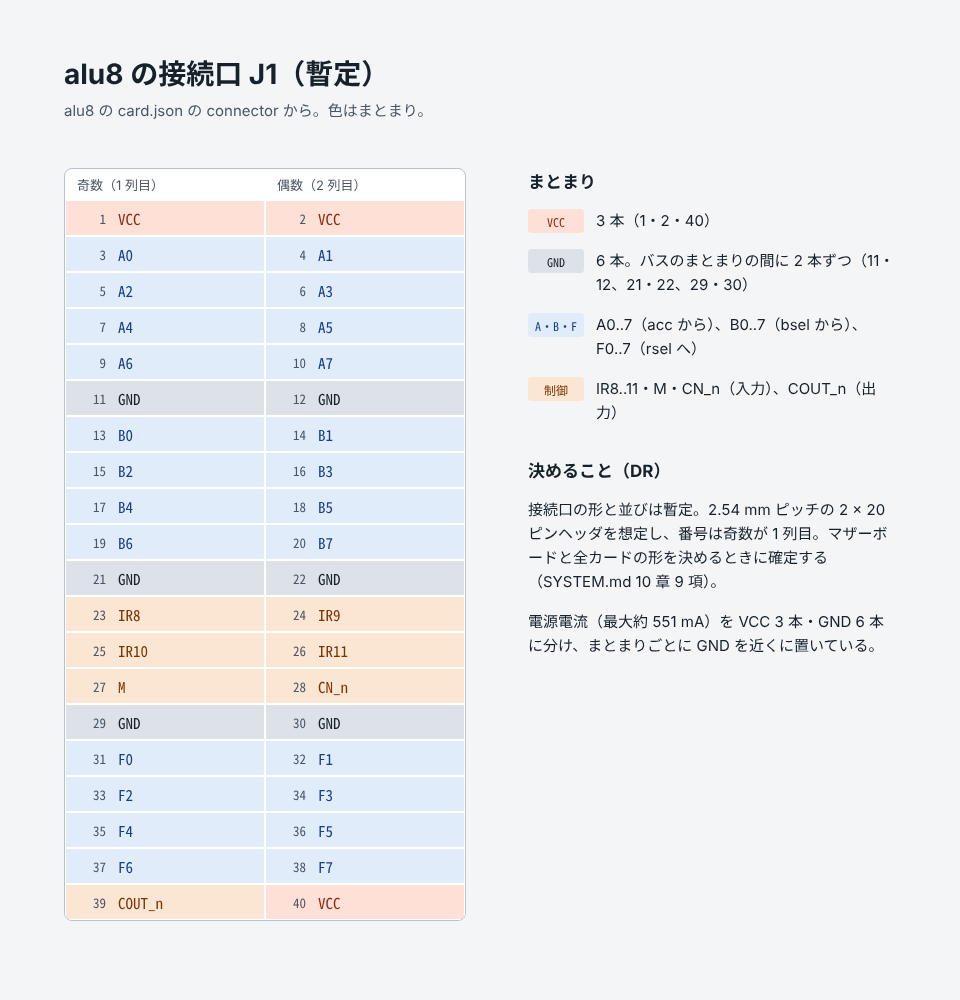 alu8 の接続口 J1（暫定）
alu8 の card.json の connector から。色はまとまり。
奇数（1 列目） 偶数（2 列目）
1 VCC 2 VCC
3 A0 4 A1
5 A2 6 A3
7 A4 8 A5
9 A6 10 A7
11 GND 12 GND
13 B0 14 B1
15 B2 16 B3
17 B4 18 B5
19 B6 20 B7
21 GND 22 GND
23 IR8 24 IR9
25 IR10 26 IR11
27 M 28 CN_n
29 GND 30 GND
31 F0 32 F1
33 F2 34 F3
35 F4 36 F5
37 F6 38 F7
39 COUT_n 40 VCC
まとまり
VCC 3 本（1・2・40）
GND 6 本。バスのまとまりの間に 2 本ずつ（11・
12、21・22、29・30）
A・B・F A0..7（acc から）、B0..7（bsel から）、
F0..7（rsel へ）
制御 IR8..11・M・CN_n（入力）、COUT_n（出
力）
決めること（DR）
接続口の形と並びは暫定。2.54 mm ピッチの 2 × 20
ピンヘッダを想定し、番号は奇数が 1 列目。マザーボ
ードと全カードの形を決めるときに確定する
（SYSTEM.md 10 章 9 項）。
電源電流（最大約 551 mA）を VCC 3 本・GND 6 本
に分け、まとまりごとに GND を近くに置いている。